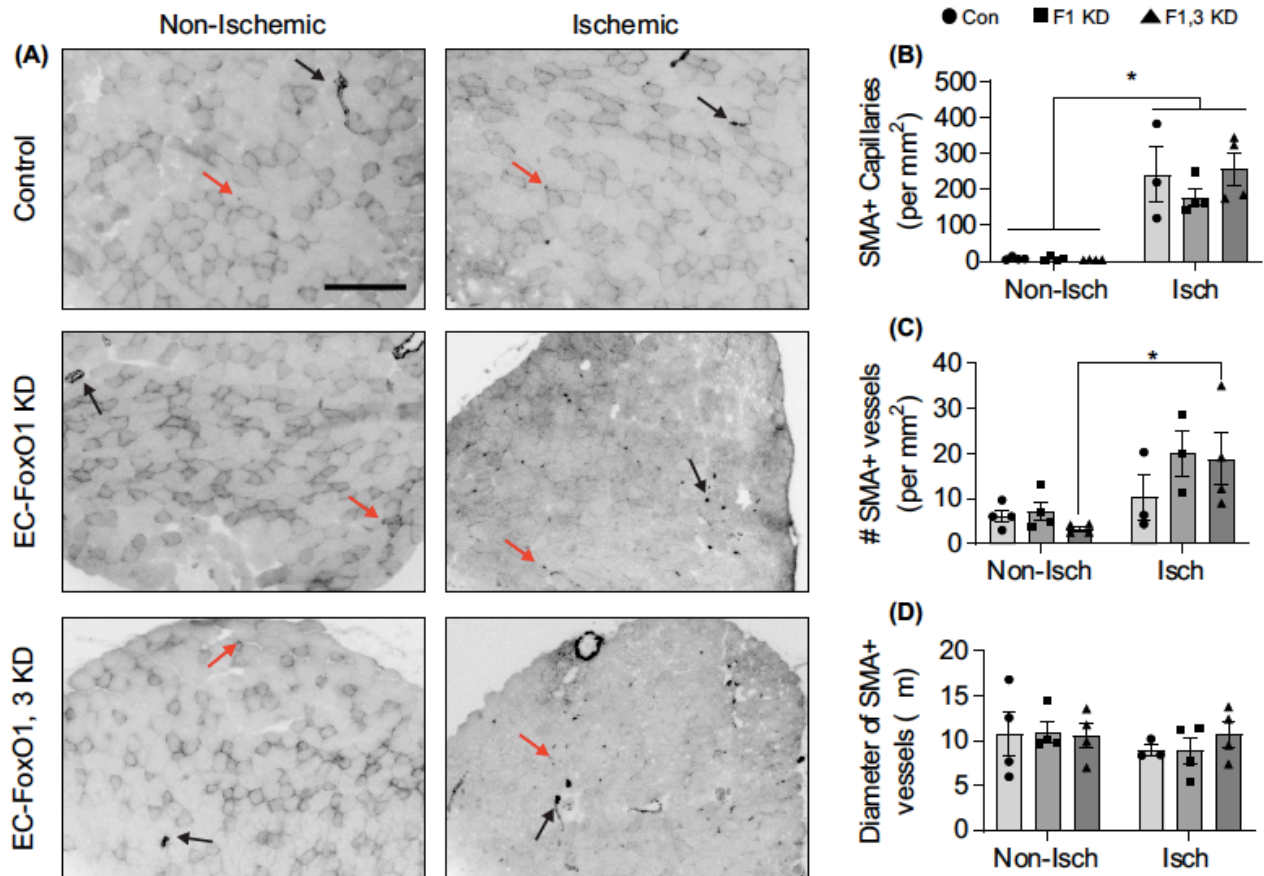 Non-Ischemic Ischemic
● Con ■ F1 KD ▲ F1,3 KD
(A)
Control
EC-FoxO1 KD
EC-FoxO1, 3 KD
(B)
SMA+ Capillaries
(per mm²)
500
400
300
200
100
0
*
Non-Isch Isch
(C)
# SMA+ vessels
(per mm²)
40
30
20
10
0
*
Non-Isch Isch
(D)
Diameter of SMA+
vessels ( m)
20
15
10
5
0
Non-Isch Isch